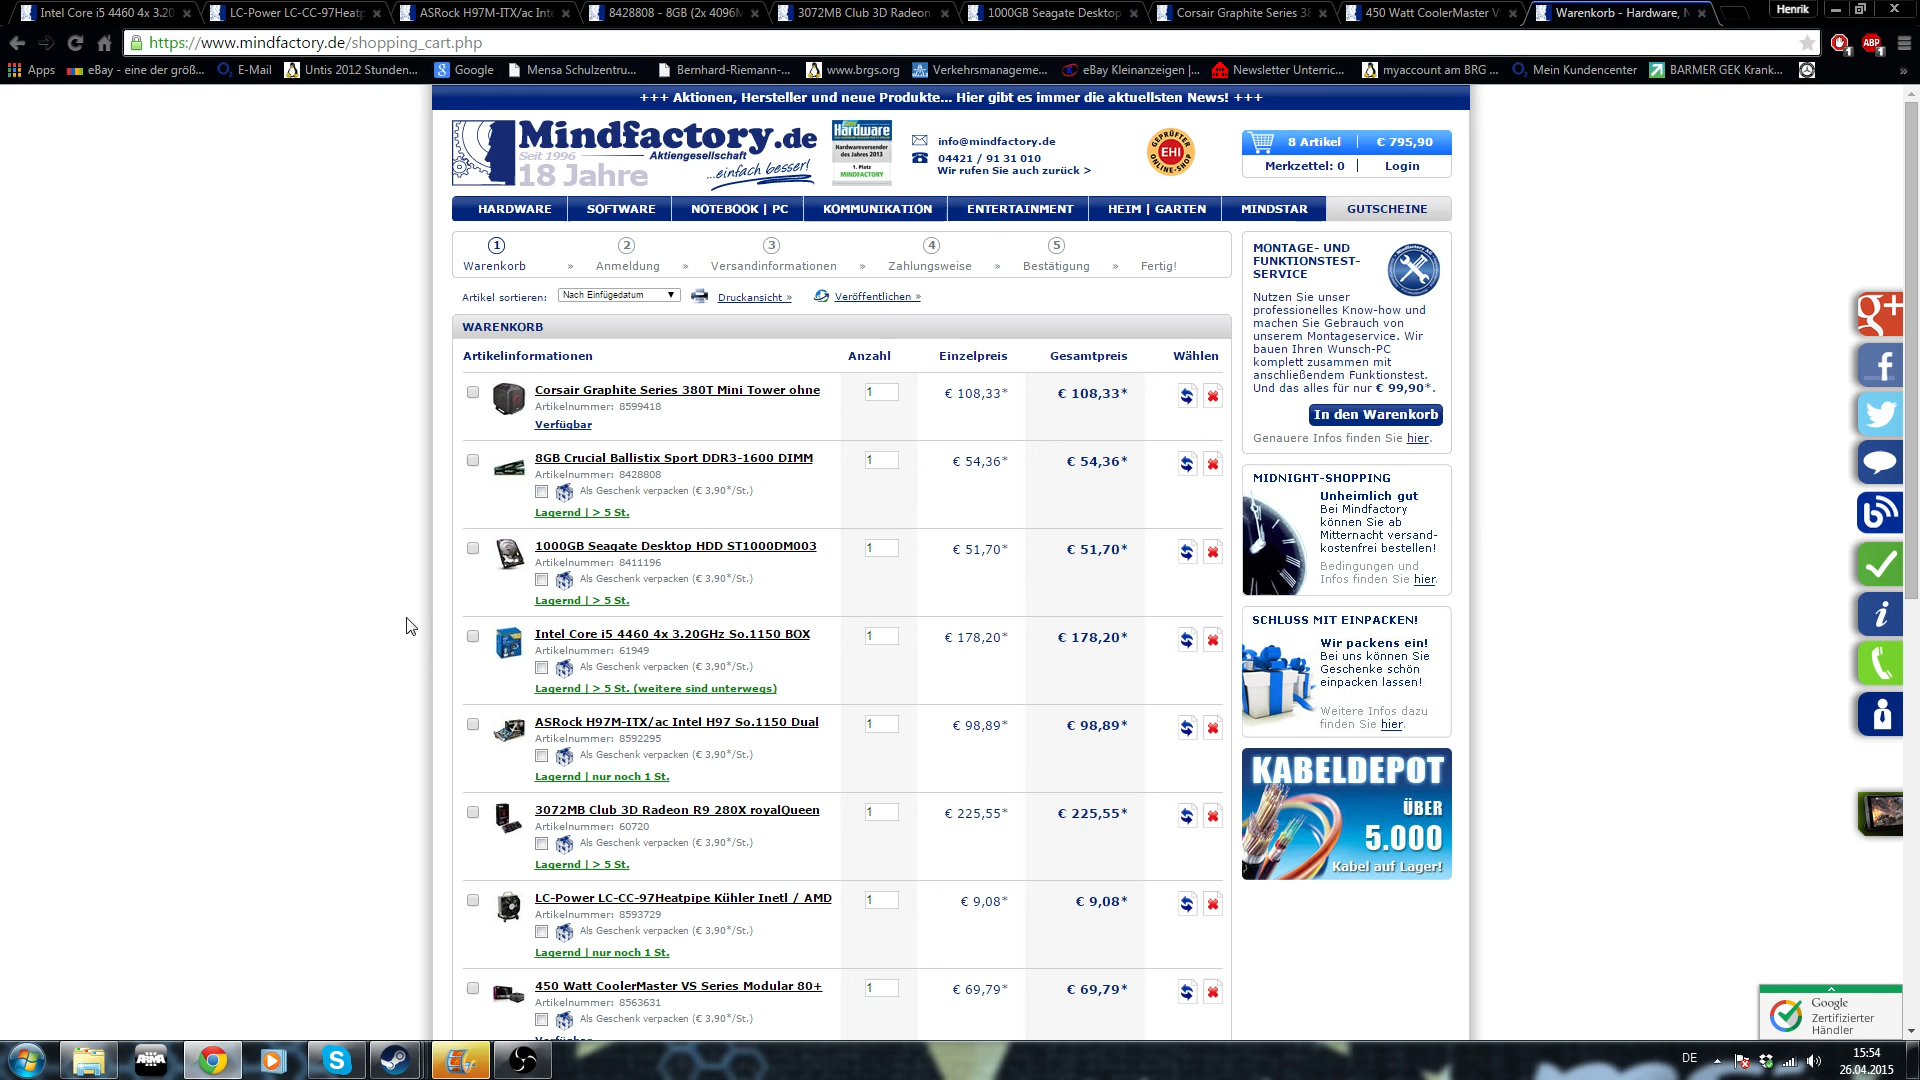 Intel Core i5 4460 4x 3.20
LC-Power LC-CC-97Heatp
ASRock H97M-ITX/ac Inte
8428808 - 8GB (2x 4096M
3072MB Club 3D Radeon
1000GB Seagate Desktop
Corsair Graphite Series 38
450 Watt CoolerMaster V
Warenkorb - Hardware, N
Henrik
https://www.mindfactory.de/shopping_cart.php
ABP
1
1
Apps
eBay - eine der größ...
E-Mail
Untis 2012 Stunden...
Google
Mensa Schulzentru...
Bernhard-Riemann-...
www.brgs.org
Verkehrsmanageme...
eBay Kleinanzeigen |...
Newsletter Unterric...
myaccount am BRG ...
Mein Kundencenter
BARMER GEK Krank...
»
+++ Aktionen, Hersteller und neue Produkte... Hier gibt es immer die aktuellsten News! +++
Mindfactory.de
Seit 1996
Aktiengesellschaft
18 Jahre
...einfach besser!
Hardware
Hardwareversender
des Jahres 2013
1. Platz
MINDFACTORY
info@mindfactory.de
04421 / 91 31 010
Wir rufen Sie auch zurück >
GEPRÜFTER
EHI
ONLINE-SHOP
8 Artikel | € 795,90
Merkzettel: 0 | Login
HARDWARE
SOFTWARE
NOTEBOOK | PC
KOMMUNIKATION
ENTERTAINMENT
HEIM | GARTEN
MINDSTAR
GUTSCHEINE
1 2 3 4 5
Warenkorb » Anmeldung » Versandinformationen » Zahlungsweise » Bestätigung » Fertig!
Artikel sortieren: Nach Einfügedatum Druckansicht » Veröffentlichen »
WARENKORB
Artikelinformationen Anzahl Einzelpreis Gesamtpreis Wählen
Corsair Graphite Series 380T Mini Tower ohne 1 € 108,33* € 108,33*
Artikelnummer: 8599418
Verfügbar
8GB Crucial Ballistix Sport DDR3-1600 DIMM 1 € 54,36* € 54,36*
Artikelnummer: 8428808
Als Geschenk verpacken (€ 3,90*/St.)
Lagernd | > 5 St.
1000GB Seagate Desktop HDD ST1000DM003 1 € 51,70* € 51,70*
Artikelnummer: 8411196
Als Geschenk verpacken (€ 3,90*/St.)
Lagernd | > 5 St.
Intel Core i5 4460 4x 3.20GHz So.1150 BOX 1 € 178,20* € 178,20*
Artikelnummer: 61949
Als Geschenk verpacken (€ 3,90*/St.)
Lagernd | > 5 St. (weitere sind unterwegs)
ASRock H97M-ITX/ac Intel H97 So.1150 Dual 1 € 98,89* € 98,89*
Artikelnummer: 8592295
Als Geschenk verpacken (€ 3,90*/St.)
Lagernd | nur noch 1 St.
3072MB Club 3D Radeon R9 280X royalQueen 1 € 225,55* € 225,55*
Artikelnummer: 60720
Als Geschenk verpacken (€ 3,90*/St.)
Lagernd | > 5 St.
LC-Power LC-CC-97Heatpipe Kühler Inetl / AMD 1 € 9,08* € 9,08*
Artikelnummer: 8593729
Als Geschenk verpacken (€ 3,90*/St.)
Lagernd | nur noch 1 St.
450 Watt CoolerMaster VS Series Modular 80+ 1 € 69,79* € 69,79*
Artikelnummer: 8563631
Als Geschenk verpacken (€ 3,90*/St.)
Verfügbar
MONTAGE- UND
FUNKTIONSTEST-
SERVICE
Nutzen Sie unser
professionelles Know-how und
machen Sie Gebrauch von
unserem Montageservice. Wir
bauen Ihren Wunsch-PC
komplett zusammen mit
anschließendem Funktionstest.
Und das alles für nur € 99,90*.
In den Warenkorb
Genauere Infos finden Sie hier.
MIDNIGHT-SHOPPING
Unheimlich gut
Bei Mindfactory
können Sie ab
Mitternacht versand-
kostenfrei bestellen!
Bedingungen und
Infos finden Sie hier.
SCHLUSS MIT EINPACKEN!
Wir packens ein!
Bei uns können Sie
Geschenke schön
einpacken lassen!
Weitere Infos dazu
finden Sie hier.
KABELDEPOT
ÜBER
5.000
Kabel auf Lager!
g+
f
b
i
Google
Zertifizierter
Händler
ARMA
S
DE
15:54
26.04.2015